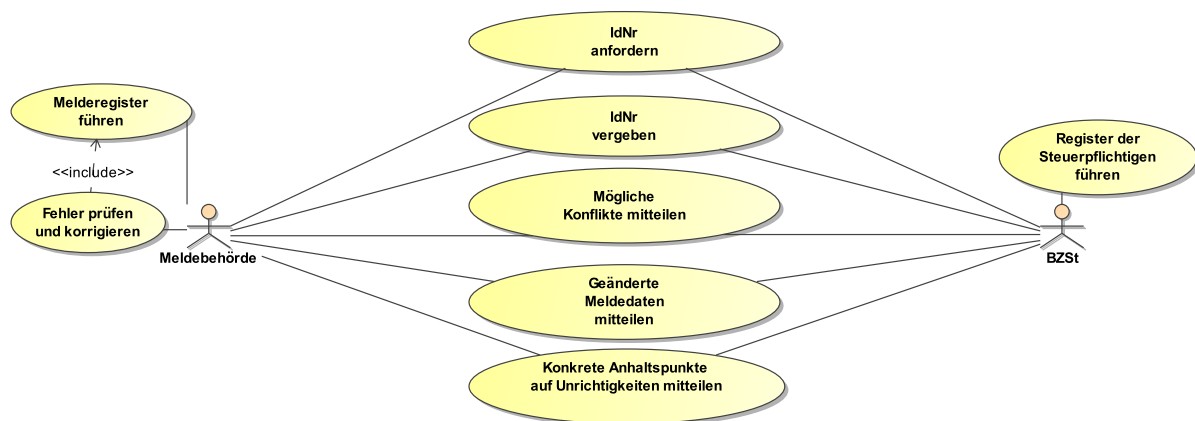 IdNr
anfordern
Melderegister
führen
IdNr
vergeben
Register der
Steuerpflichtigen
führen
<<include>>
Mögliche
Konflikte mitteilen
Fehler prüfen
und korrigieren
Meldebehörde
BZSt
Geänderte
Meldedaten
mitteilen
Konkrete Anhaltspunkte
auf Unrichtigkeiten mitteilen